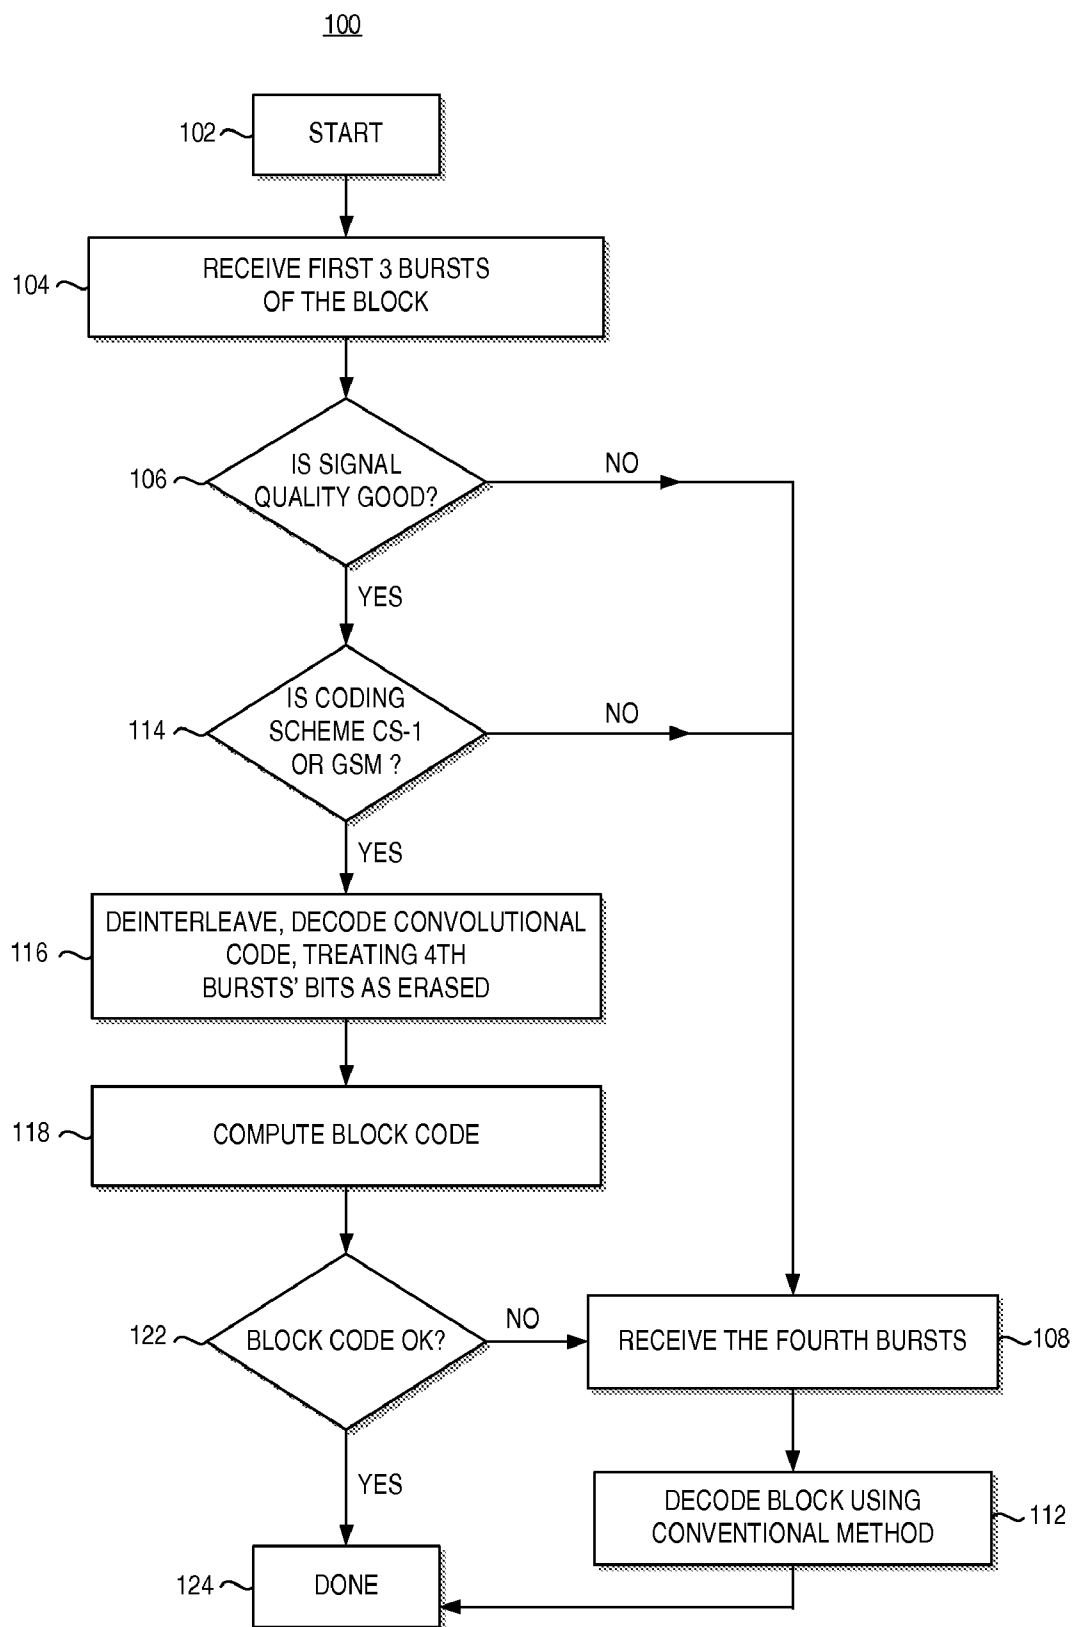 100
START
102
RECEIVE FIRST 3 BURSTS
OF THE BLOCK
104
IS SIGNAL
QUALITY GOOD?
106
NO
YES
IS CODING
SCHEME CS-1
OR GSM ?
114
NO
YES
DEINTERLEAVE, DECODE CONVOLUTIONAL
CODE, TREATING 4TH
BURSTS' BITS AS ERASED
116
COMPUTE BLOCK CODE
118
BLOCK CODE OK?
122
NO
RECEIVE THE FOURTH BURSTS
108
YES
DECODE BLOCK USING
CONVENTIONAL METHOD
112
DONE
124